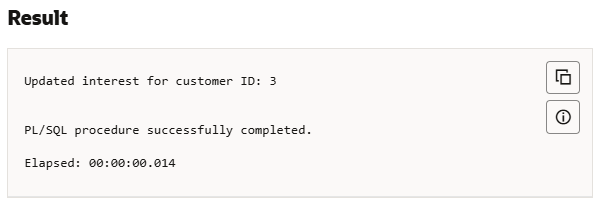 Result
Updated interest for customer ID: 3
PL/SQL procedure successfully completed.
Elapsed: 00:00:00.014